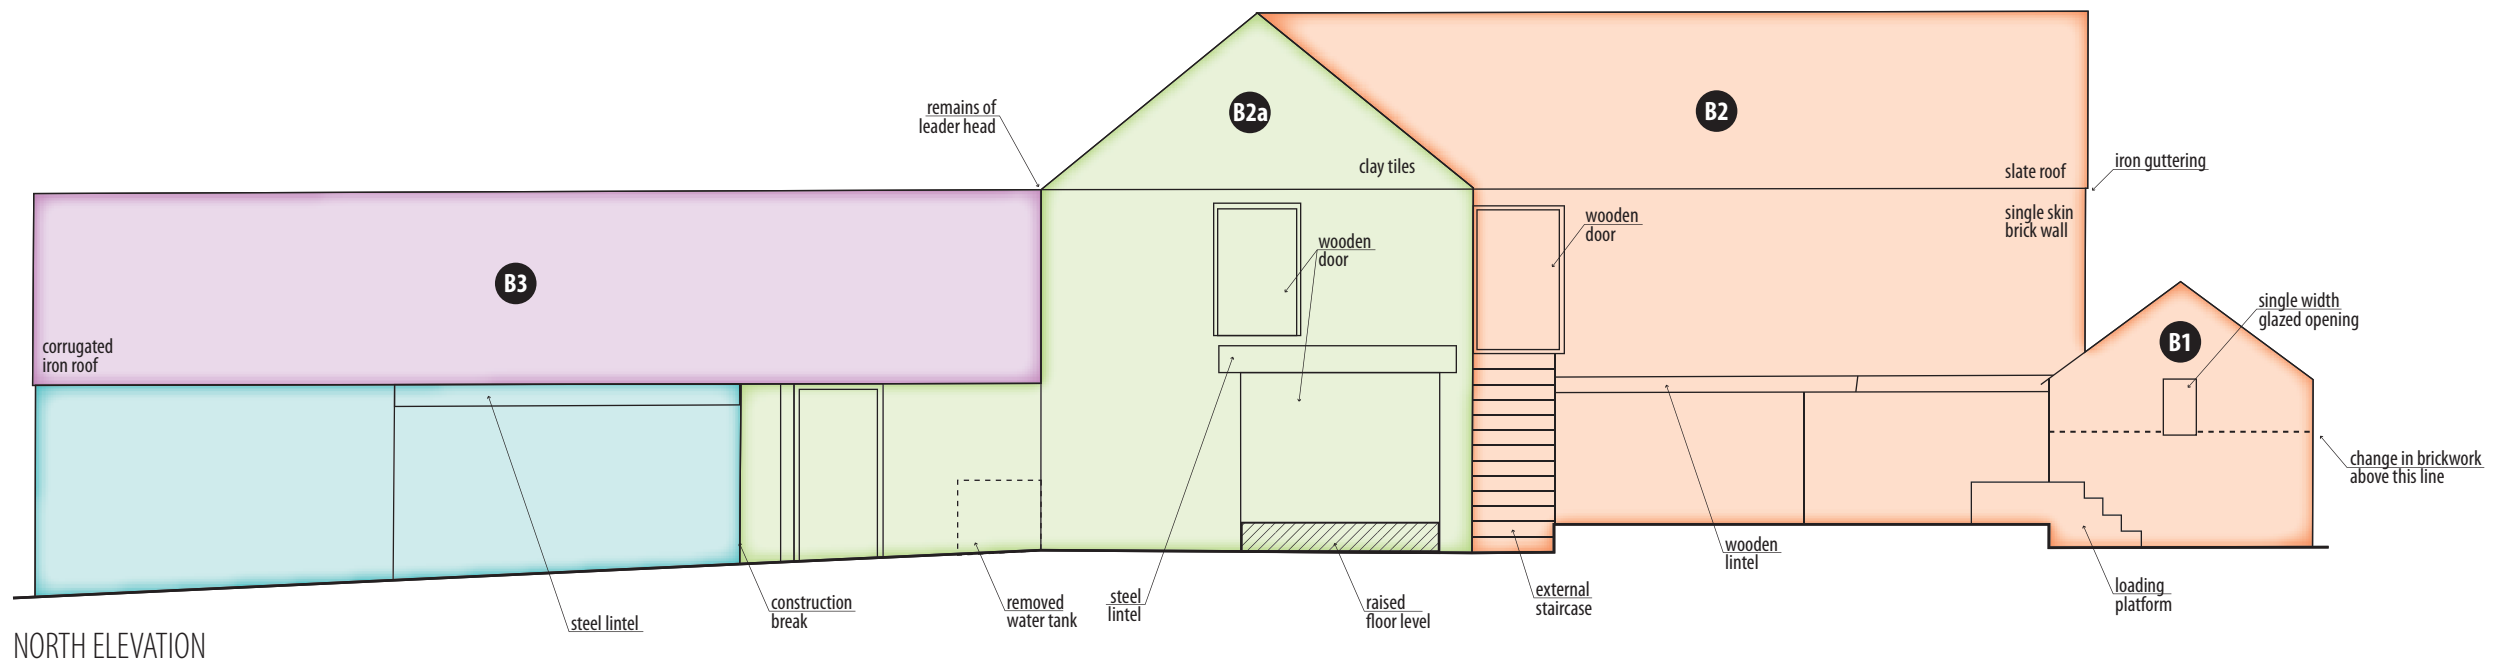 B2a
B2
remains of
leader head
clay tiles
slate roof
iron guttering
single skin
brick wall
wooden
door
wooden
door
B3
corrugated
iron roof
B1
single width
glazed opening
change in brickwork
above this line
wooden
lintel
construction
break
removed
water tank
steel
lintel
raised
floor level
external
staircase
loading
platform
steel lintel
NORTH ELEVATION